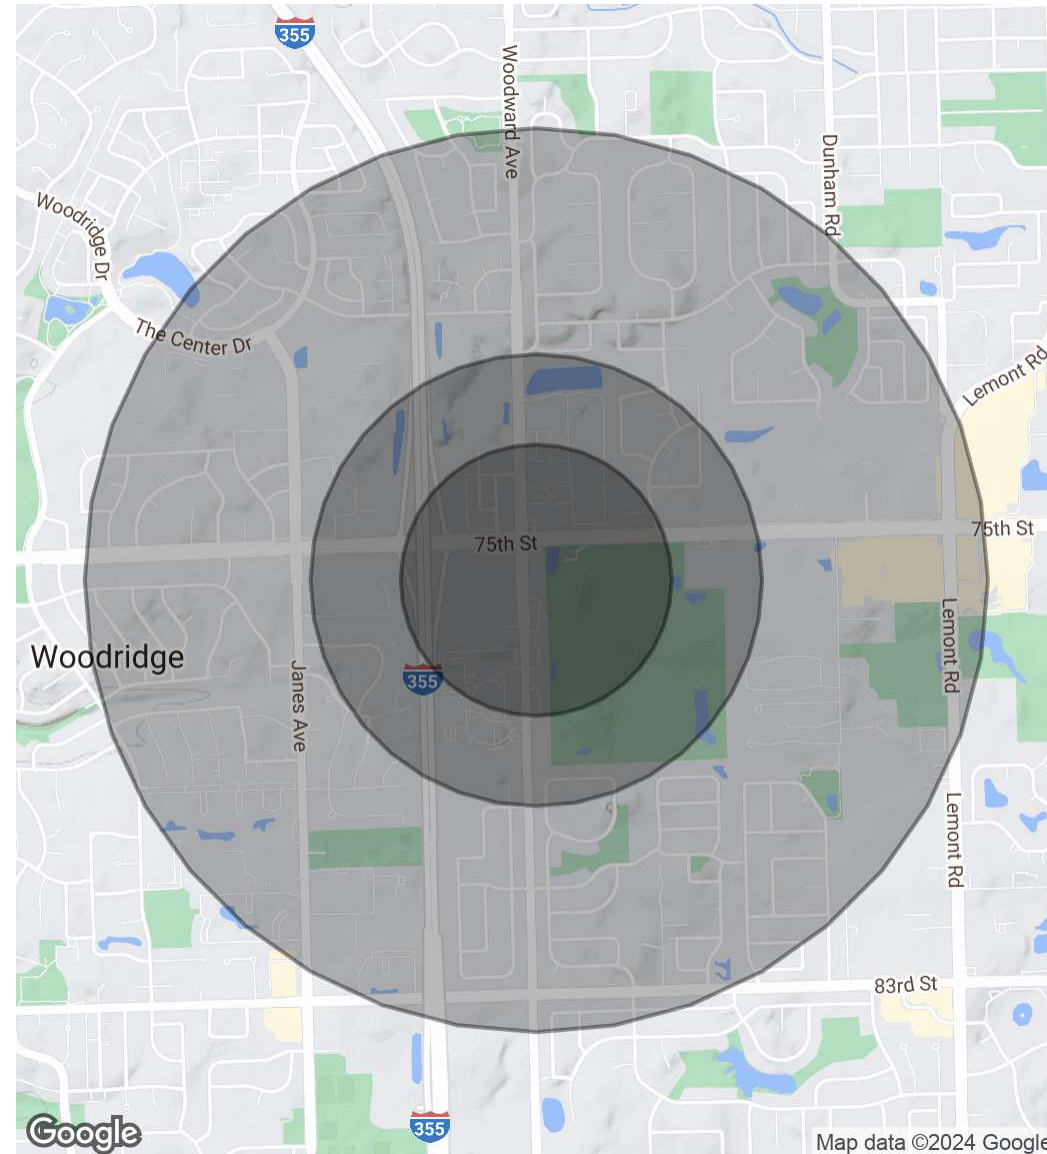 355
Woodward Ave
Dunham Rd
Woodridge Dr
The Center Dr
Lemont Rd
75th St
75th St
Woodridge
Janes Ave
355
Lemont Rd
Lemont Rd
83rd St
355
Google
Map data ©2024 Google